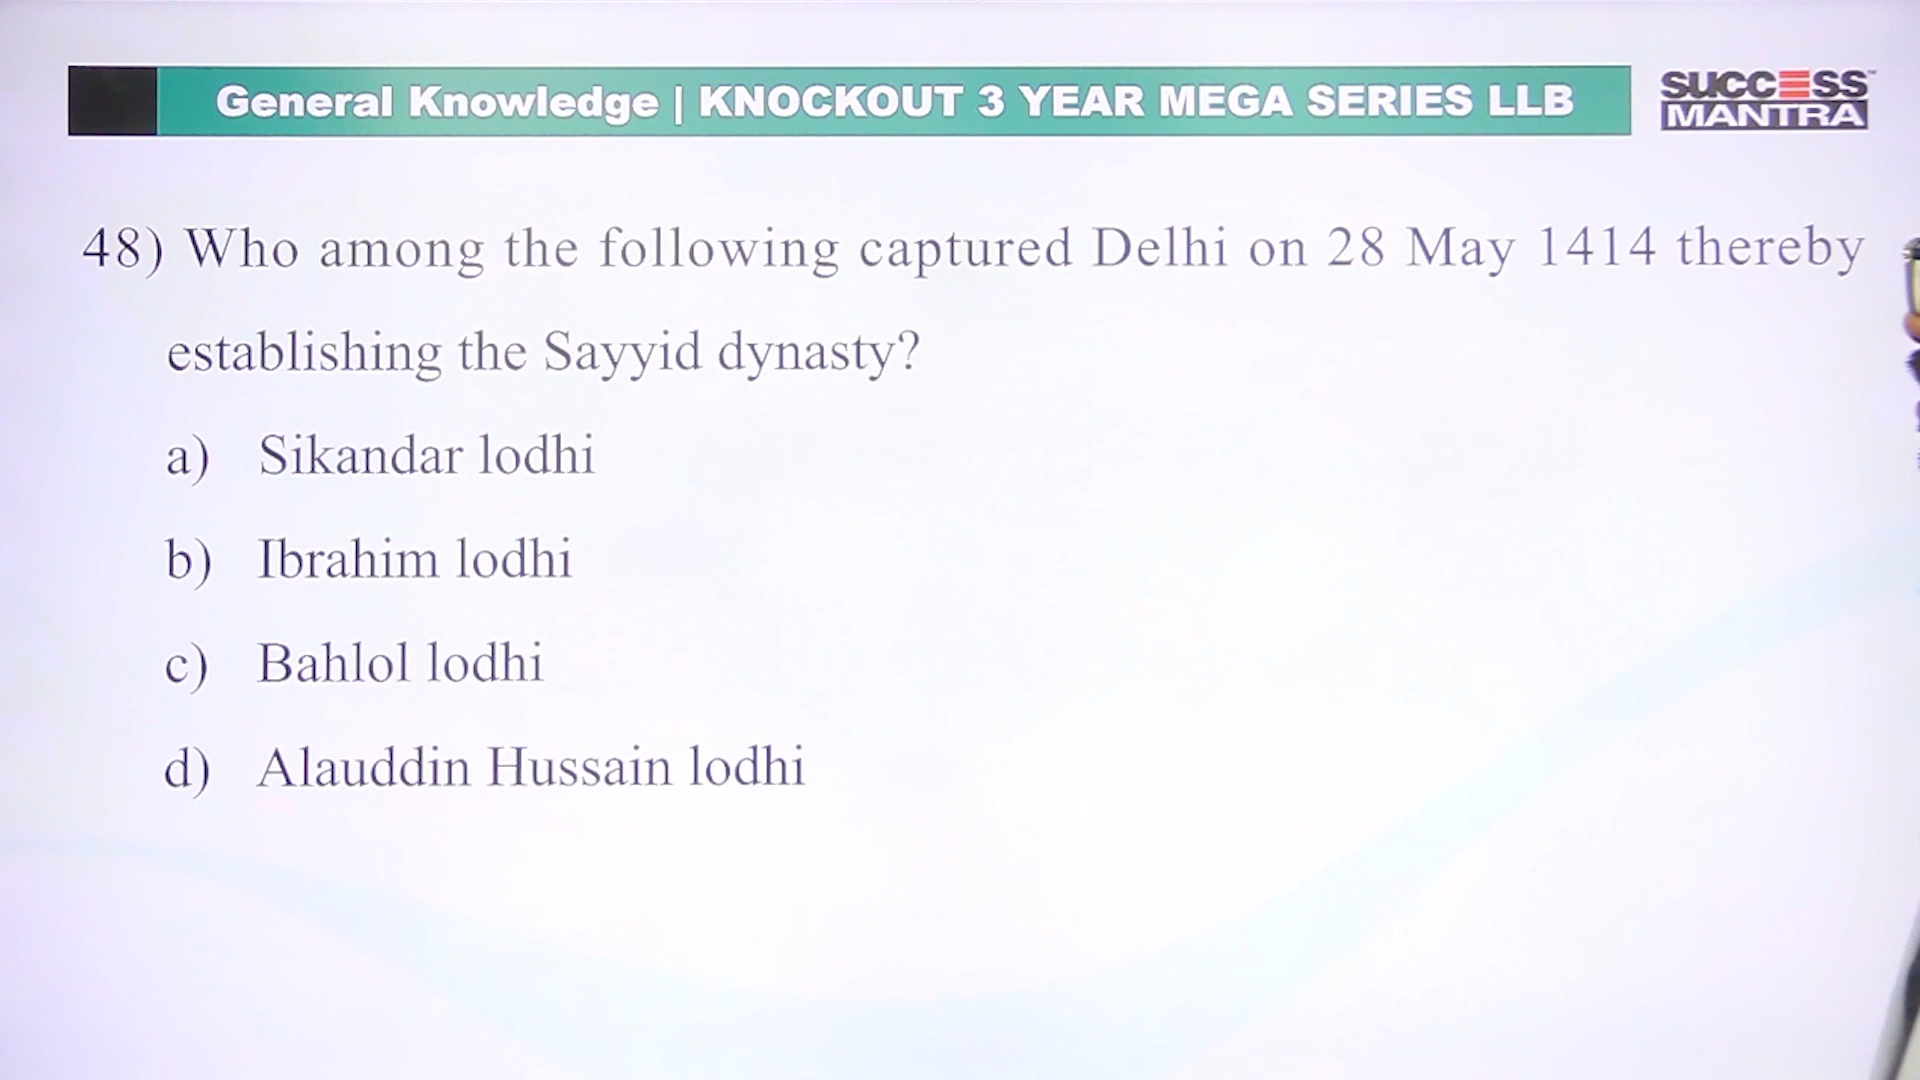 General Knowledge | KNOCKOUT 3 YEAR MEGA SERIES LLB
SUCCESS
MANTRA
48) Who among the following captured Delhi on 28 May 1414 thereby
establishing the Sayyid dynasty?
a) Sikandar lodhi
b) Ibrahim lodhi
c) Bahlol lodhi
d) Alauddin Hussain lodhi